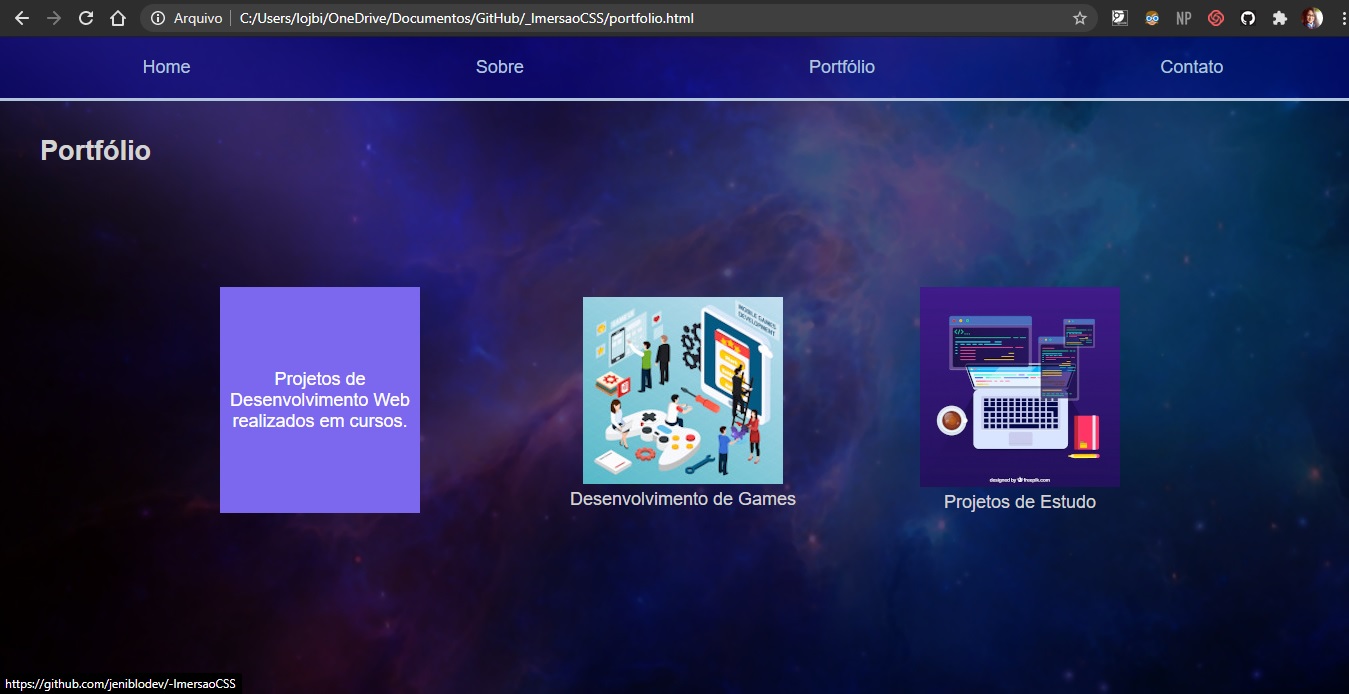 Arquivo
C:/Users/lojbi/OneDrive/Documentos/GitHub/_ImersaoCSS/portfolio.html
NP
Home
Sobre
Portfólio
Contato
Portfólio
Projetos de
Desenvolvimento Web
realizados em cursos.
MOBILE GAMES
DEVELOPMENT
Desenvolvimento de Games
</>...
designed by freepik.com
Projetos de Estudo
https://github.com/jeniblodev/-ImersaoCSS